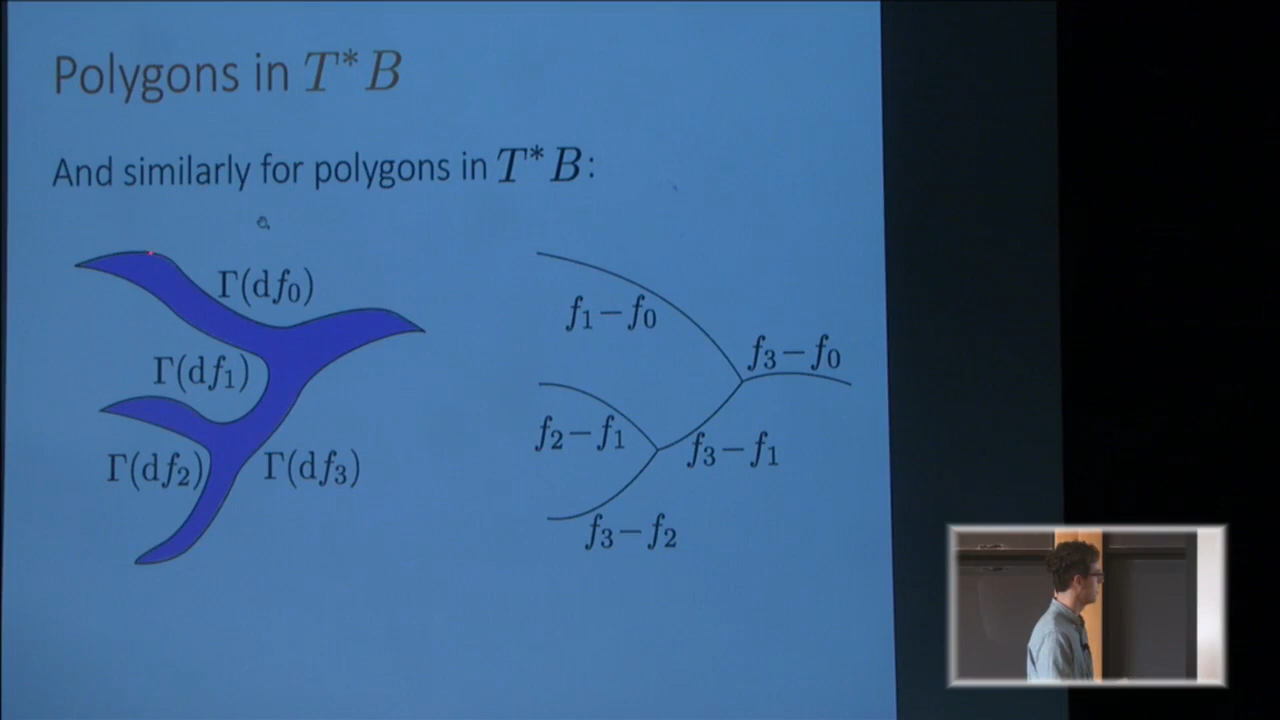 Polygons in T*B
And similarly for polygons in T*B:
Γ(df₀)
Γ(df₁)
Γ(df₂)
Γ(df₃)
f₁−f₀
f₃−f₀
f₂−f₁
f₃−f₁
f₃−f₂